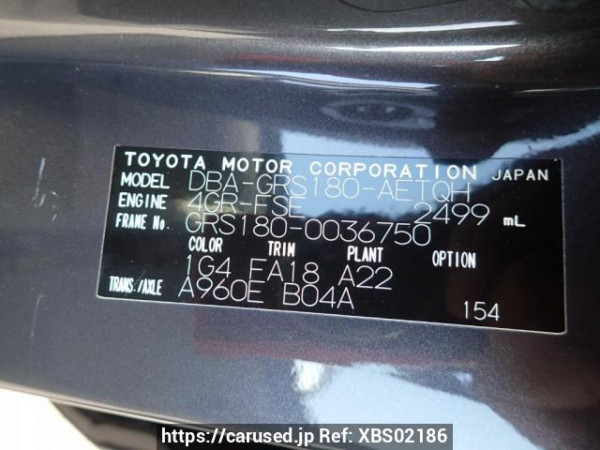 TOYOTA MOTOR CORPORATION JAPAN
MODEL DBA-GRS180-AETQH
ENGINE 4GR-FSE 2499 mL
FRAME No. GRS180-0036750
COLOR TRIM PLANT OPTION
1G4 FA18 A22
TRANS./AXLE A960E B04A
154
https://carused.jp Ref: XBS02186